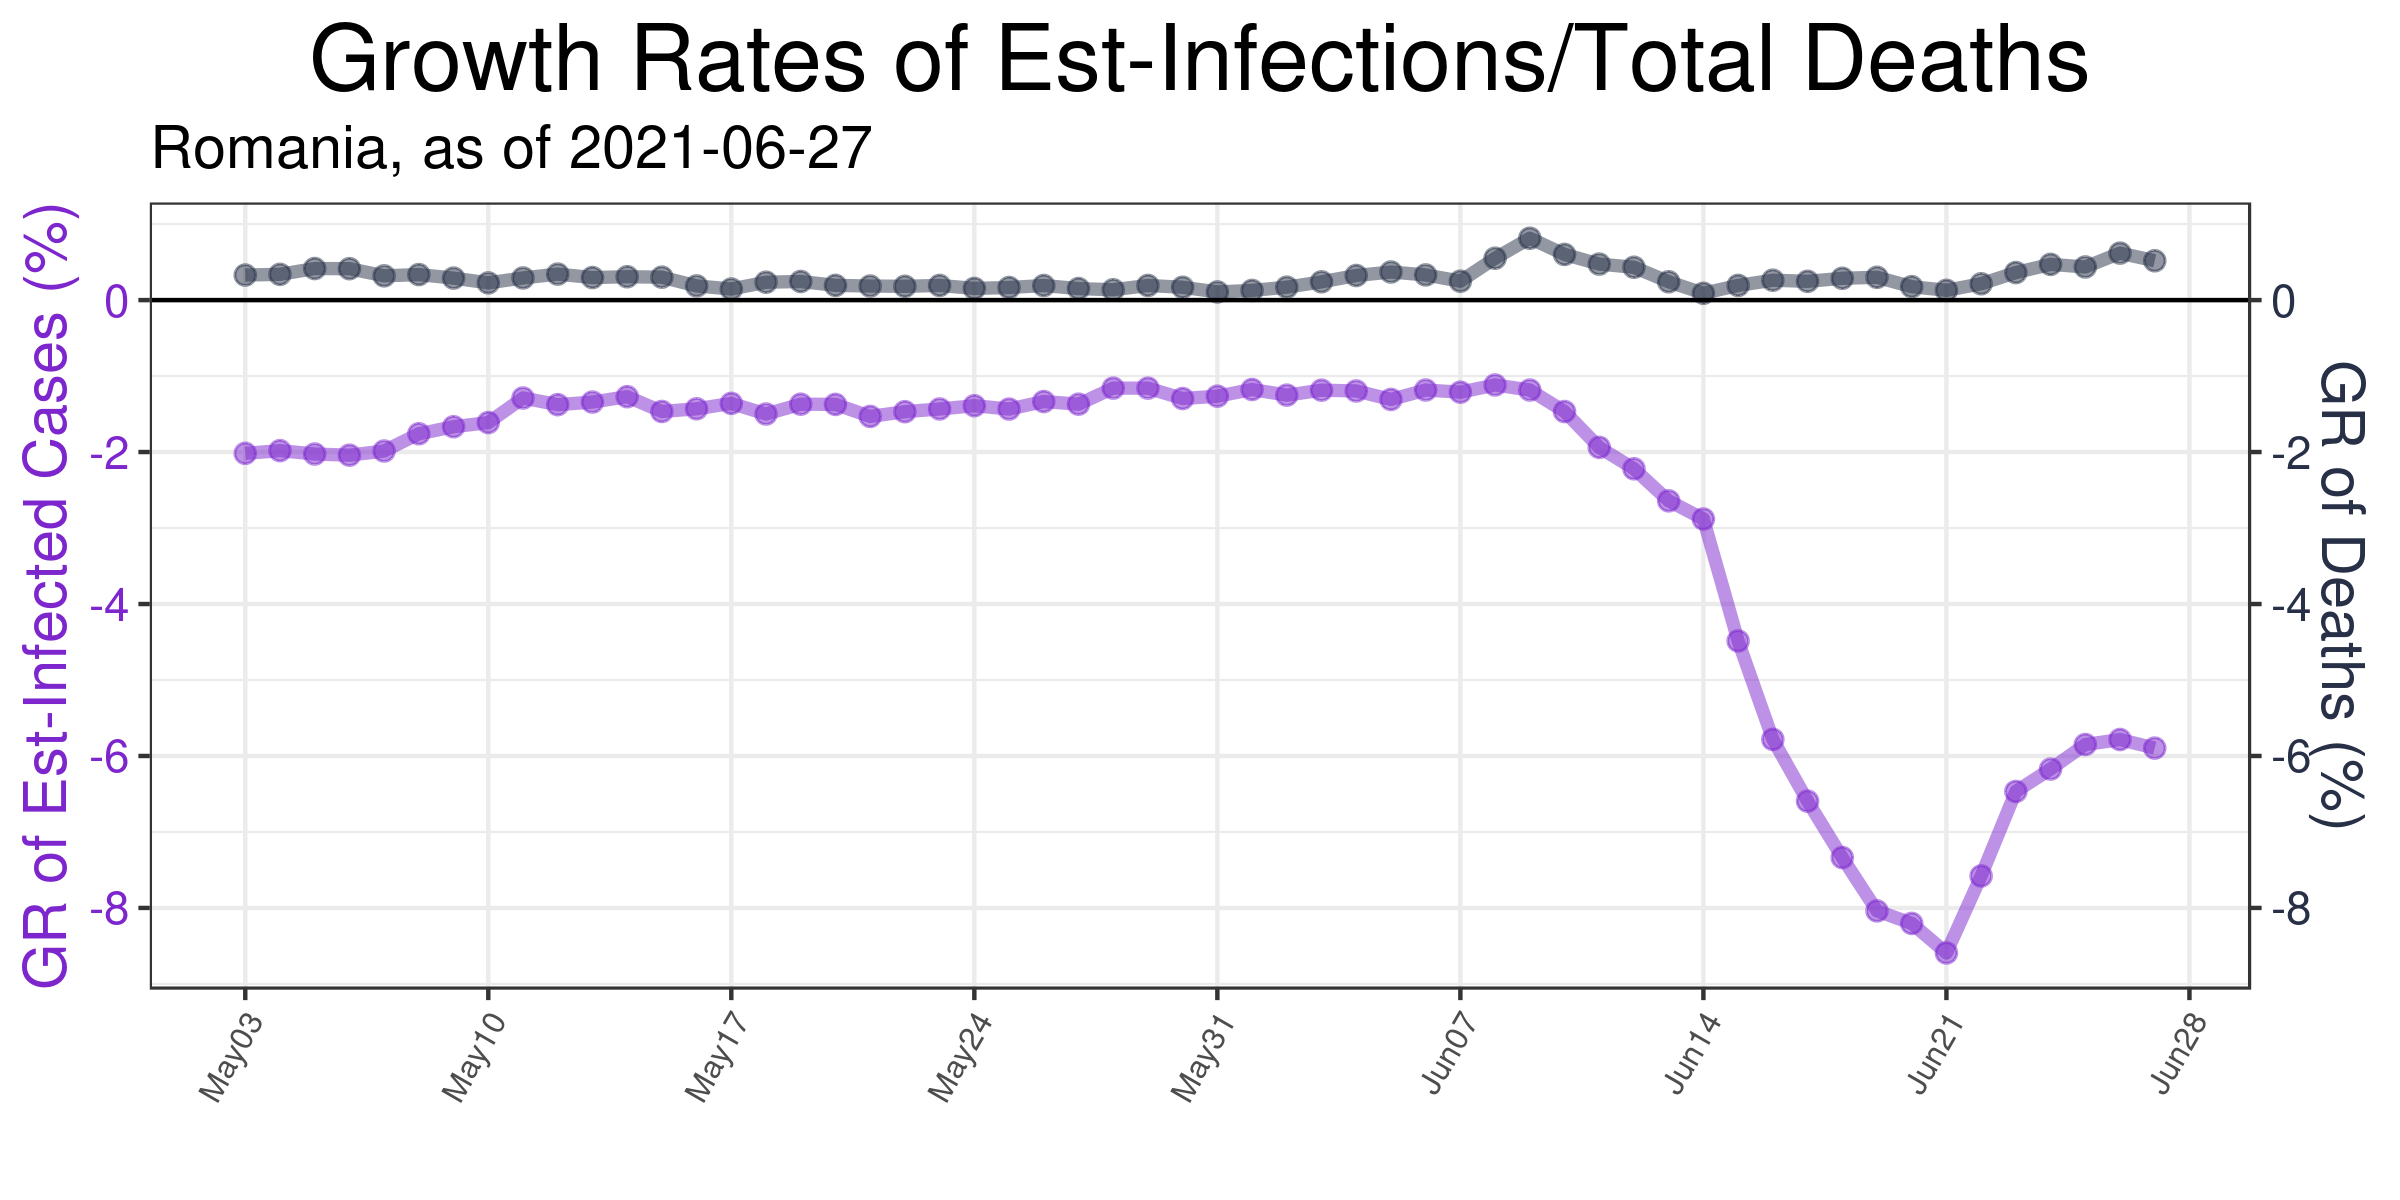 Growth Rates of Est-Infections/Total Deaths
Romania, as of 2021-06-27
GR of Est-Infected Cases (%)
0
-2
-4
-6
-8
0
-2
-4
-6
-8
GR of Deaths (%)
May03
May10
May17
May24
May31
Jun07
Jun14
Jun21
Jun28